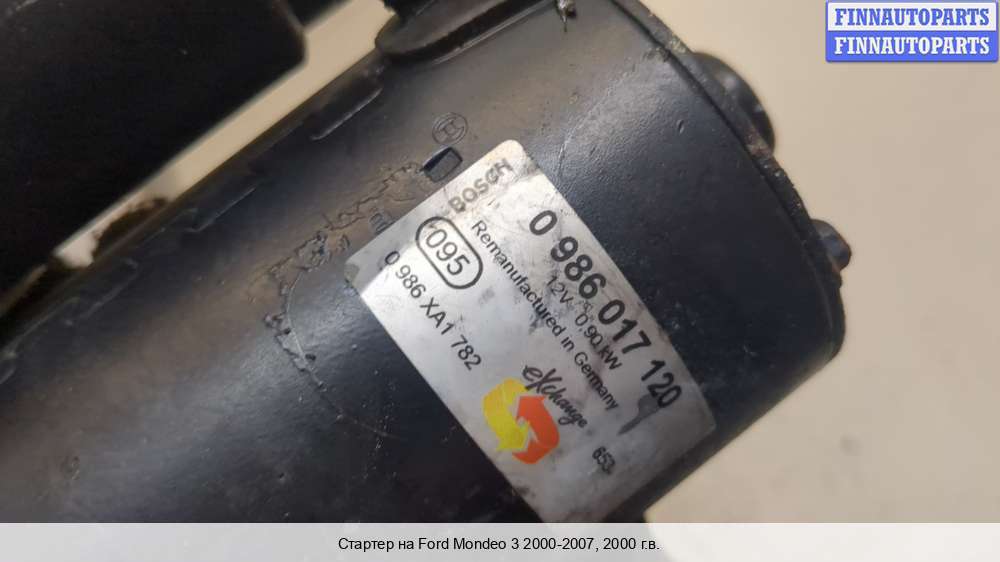 FINNAUTOPARTS
FINNAUTOPARTS
BOSCH
0 986 017 120
12V 0,90 kW
Remanufactured in Germany
095
0 986 XA1 782
eXchange
653
Стартер на Ford Mondeo 3 2000-2007, 2000 г.в.